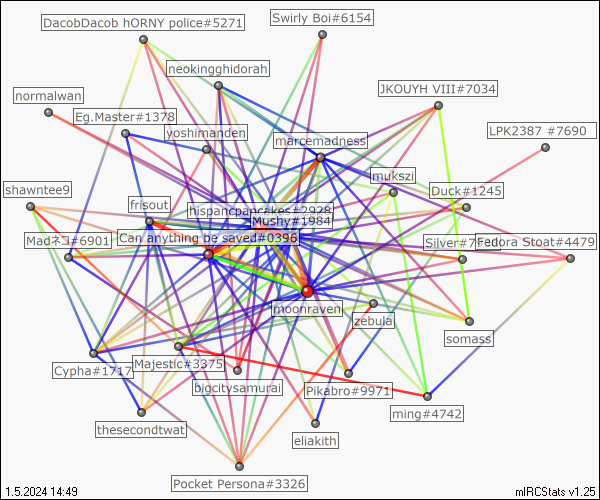 DacobDacob hORNY police#5271
Swirly Boi#6154
neokingghidorah
normalwan
JKOUYH VIII#7034
Eg.Master#1378
yoshimanden
marcemadness
LPK2387 #7690
mukszi
shawntee9
Duck#1245
frisout
hispancpancakes#2928
Mushy#1984
Madネコ#6901
Can anything be saved#0396
Fedora Stoat#4479
moonraven
zebula
somass
Cypha#1717
Majestic#3375
bigcitysamurai
Pikabro#9971
ming#4742
thesecondtwat
eliakith
Pocket Persona#3326
1.5.2024 14:49
mIRCStats v1.25